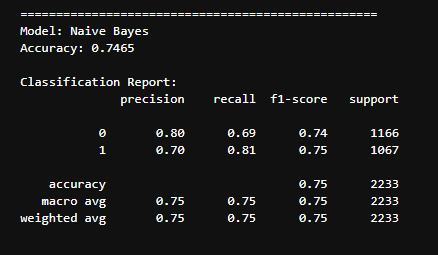 ==================================================
Model: Naive Bayes
Accuracy: 0.7465
Classification Report:
precision recall f1-score support
0 0.80 0.69 0.74 1166
1 0.70 0.81 0.75 1067
accuracy 0.75 2233
macro avg 0.75 0.75 0.75 2233
weighted avg 0.75 0.75 0.75 2233